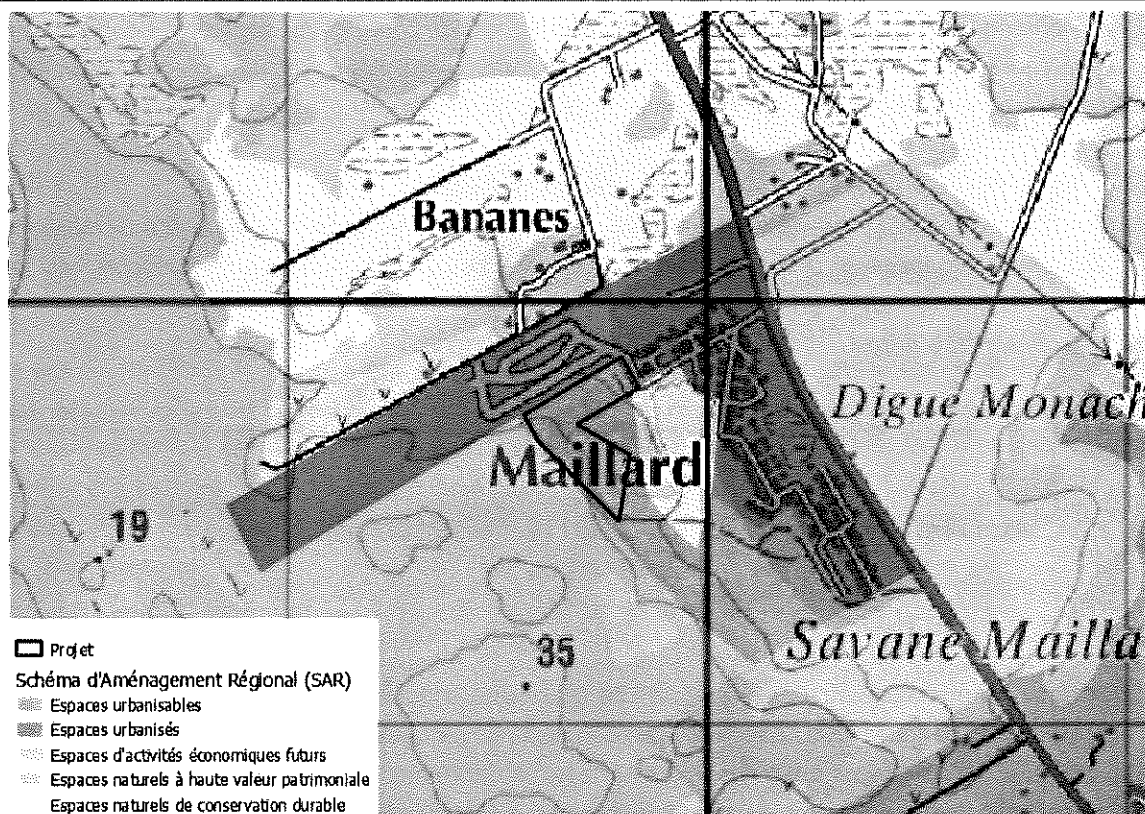 Bananes
Digue Monach
Maillard
19
35
Savane Mailla
Projet
Schéma d'Aménagement Régional (SAR)
Espaces urbanisables
Espaces urbanisés
Espaces d'activités économiques futurs
Espaces naturels à haute valeur patrimoniale
Espaces naturels de conservation durable